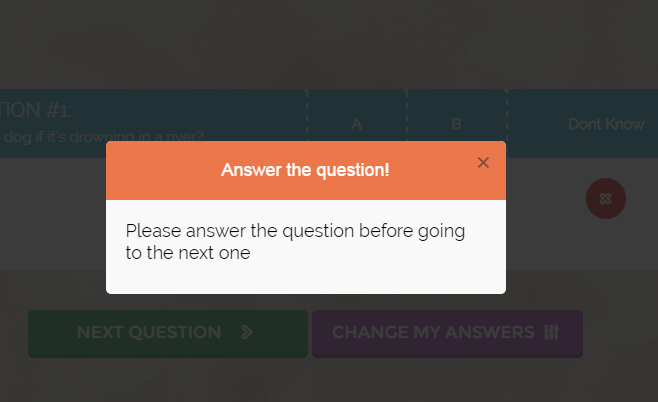 TION #1:
dog if it's drowning in a river?
A
B
Dont Know
Answer the question!
Please answer the question before going
to the next one
NEXT QUESTION
CHANGE MY ANSWERS